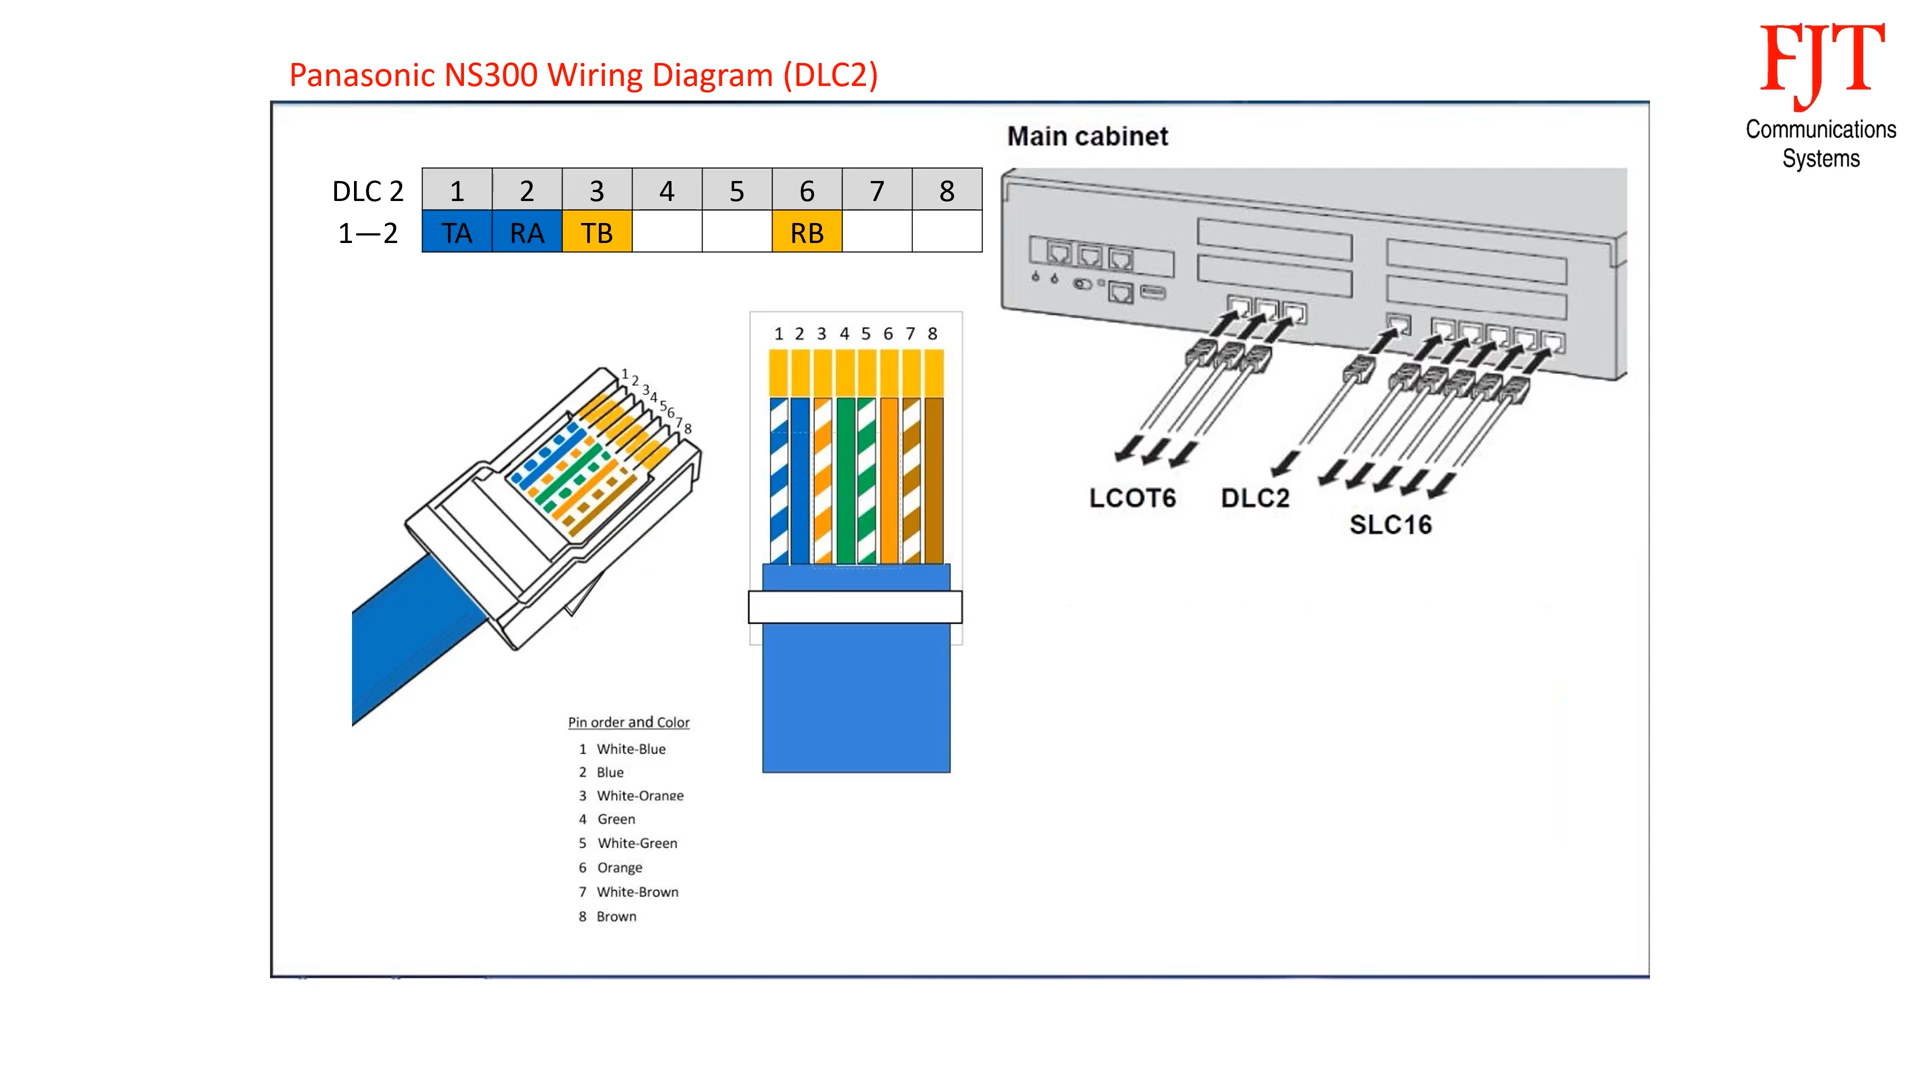 FJT
Communications
Systems
Panasonic NS300 Wiring Diagram (DLC2)
Main cabinet
DLC 2 1 2 3 4 5 6 7 8
1—2 TA RA TB RB
1 2 3 4 5 6 7 8
1 2 3 4 5 6 7 8
LCOT6 DLC2
SLC16
Pin order and Color
1 White-Blue
2 Blue
3 White-Orange
4 Green
5 White-Green
6 Orange
7 White-Brown
8 Brown